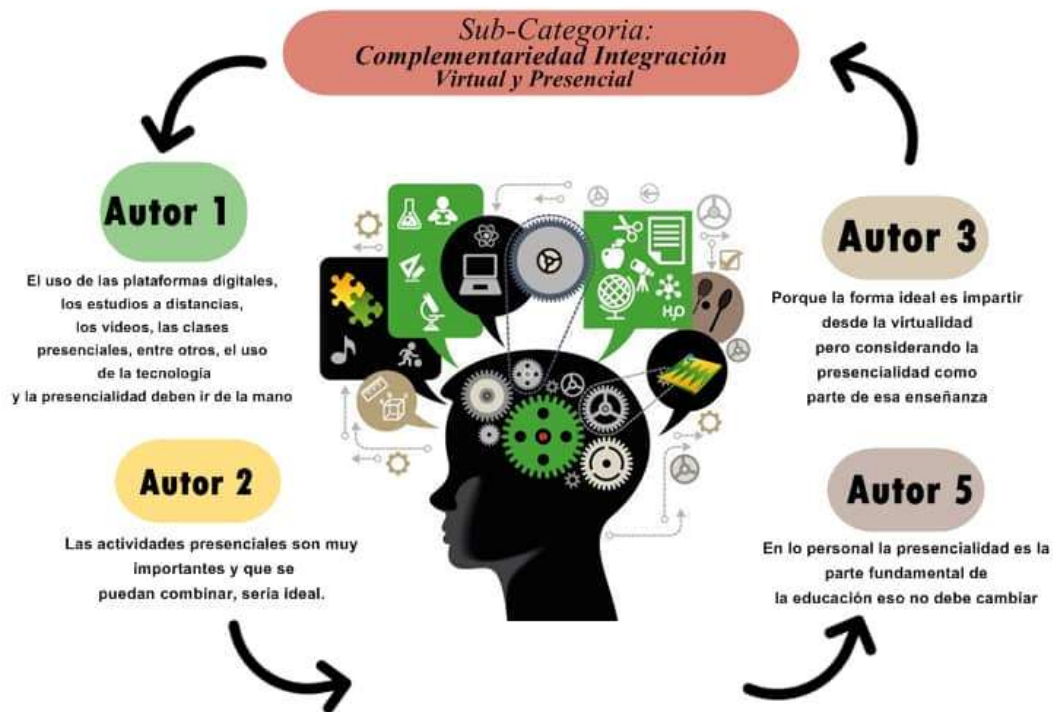 Sub-Categoria:
Complementariedad Integración
Virtual y Presencial
Autor 1
El uso de las plataformas digitales,
los estudios a distancias,
los videos, las clases
presenciales, entre otros, el uso
de la tecnología
y la presencialidad deben ir de la mano
Autor 2
Las actividades presenciales son muy
importantes y que se
puedan combinar, seria ideal.
Autor 3
Porque la forma ideal es impartir
desde la virtualidad
pero considerando la
presencialidad como
parte de esa enseñanza
Autor 5
En lo personal la presencialidad es la
parte fundamental de
la educación eso no debe cambiar
H₂O